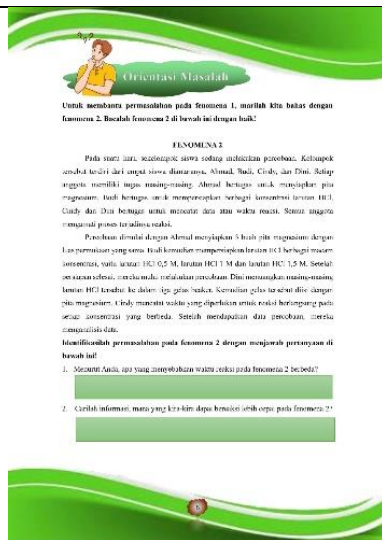 Orientasi Masalah
Untuk membantu permasalahan pada fenomena 1, marilah kita bahas dengan
fenomena 2. Bacalah fenomena 2 di bawah ini dengan baik!
FENOMENA 2
Pada suatu hari, sekelompok siswa sedang melakukan percobaan. Kelompok
tersebut terdiri dari empat siswa diantaranya, Ahmad, Budi, Cindy, dan Dini. Setiap
anggota memiliki tugas masing-masing. Ahmad bertugas untuk menyiapkan pita
magnesium. Budi bertugas untuk mempersiapkan berbagai konsentrasi larutan HCl,
Cindy dan Dini bertugas untuk mencatat data atau waktu reaksi. Semua anggota
mengamati proses terjadinya reaksi.
Percobaan dimulai dengan Ahmad menyiapkan 3 buah pita magnesium dengan
luas permukaan yang sama. Budi kemudian mempersiapkan larutan HCl berbagai macam
konsentrasi, yaitu larutan HCl 0,5 M, larutan HCl 1 M dan larutan HCl 1,5 M. Setelah
persiapan selesai, mereka mulai melakukan percobaan. Dini menuangkan masing-masing
larutan HCl tersebut ke dalam tiga gelas beaker. Kemudian gelas tersebut diisi dengan
pita magnesium. Cindy mencatat waktu yang diperlukan untuk reaksi berlangsung pada
setiap konsentrasi yang berbeda. Setelah mendapatkan data percobaan, mereka
menganalisis data.
Identifikasilah permasalahan pada fenomena 2 dengan menjawab pertanyaan di
bawah ini!
1. Menurut Anda, apa yang menyebabkan waktu reaksi pada fenomena 2 berbeda?
2. Carilah informasi, mana yang kira-kira dapat bereaksi lebih cepat pada fenomena 2?